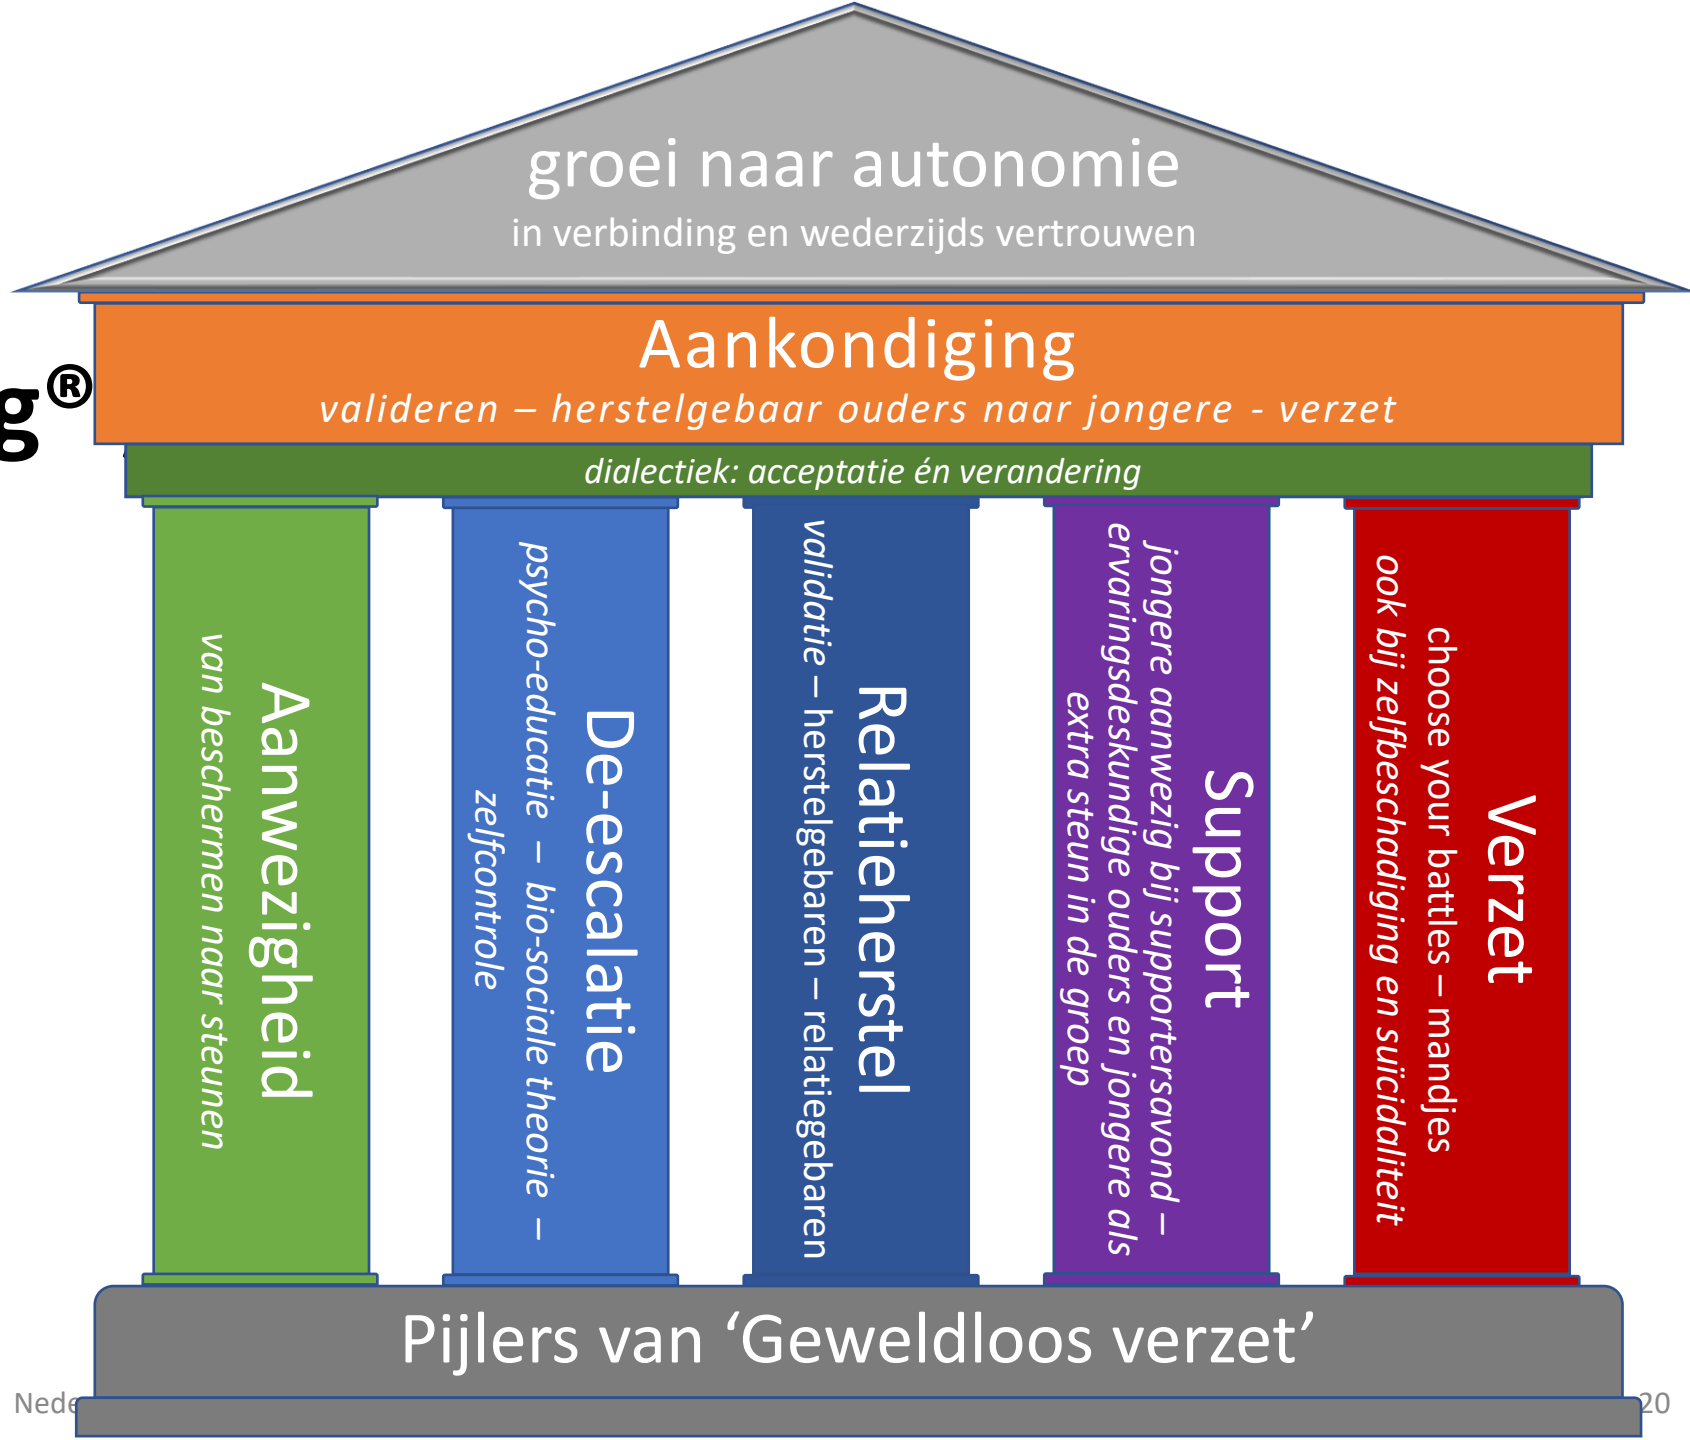 groei naar autonomie
in verbinding en wederzijds vertrouwen
Aankondiging
valideren – herstelgebaar ouders naar jongere - verzet
g®
dialectiek: acceptatie én verandering
Aanwezigheid
van beschermen naar steunen
De-escalatie
psycho-educatie – bio-sociale theorie –
zelfcontrole
Relatieherstel
validatie – herstelgebaren – relatiegebaren
Support
jongere aanwezig bij supportersavond –
ervaringsdeskundige ouders en jongere als
extra steun in de groep
Verzet
choose your battles – mandjes
ook bij zelfbeschadiging en suïcidaliteit
Pijlers van ‘Geweldloos verzet’
Nede
20